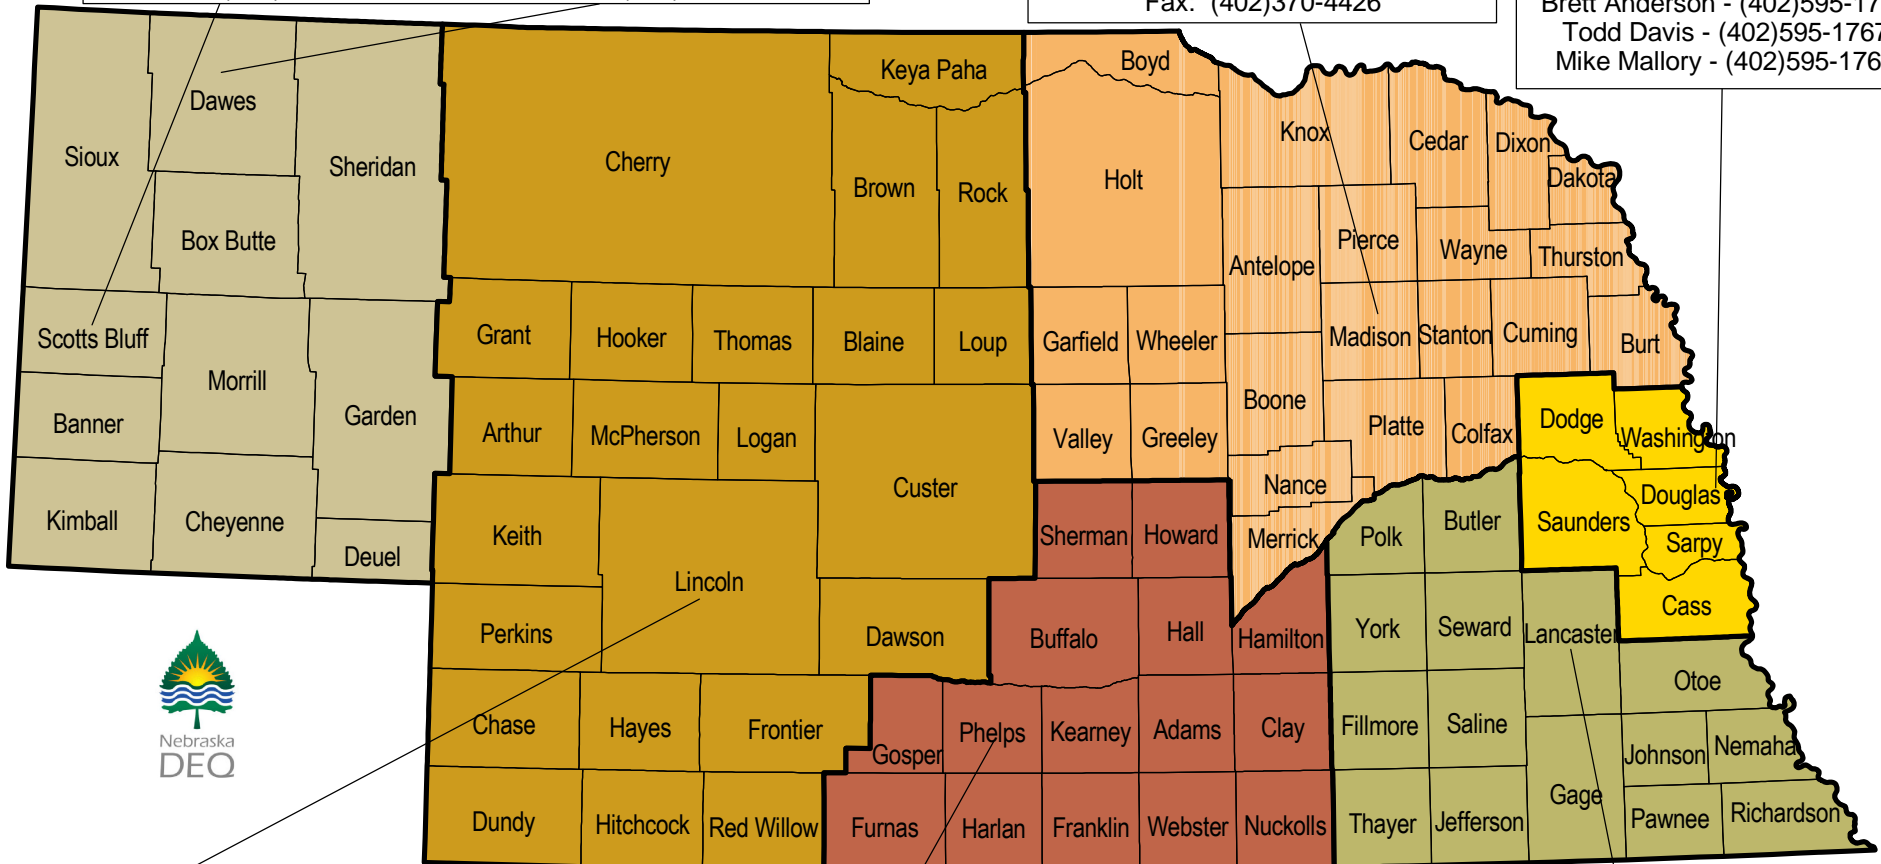 Fax: (402)370-4426
Brett Anderson - (402)595-17
Todd Davis - (402)595-1767
Mike Mallory - (402)595-176
Keya Paha
Boyd
Dawes
Sioux
Sheridan
Cherry
Brown
Rock
Holt
Knox
Cedar
Dixon
Dakota
Box Butte
Antelope
Pierce
Wayne
Thurston
Scotts Bluff
Morrill
Grant
Hooker
Thomas
Blaine
Loup
Garfield
Wheeler
Madison
Stanton
Cuming
Burt
Banner
Garden
Arthur
McPherson
Logan
Custer
Valley
Greeley
Boone
Platte
Colfax
Dodge
Washington
Kimball
Cheyenne
Deuel
Keith
Lincoln
Sherman
Howard
Nance
Merrick
Polk
Butler
Saunders
Douglas
Sarpy
Cass
Perkins
Dawson
Buffalo
Hall
Hamilton
York
Seward
Lancaster
Otoe
Chase
Hayes
Frontier
Gosper
Phelps
Kearney
Adams
Clay
Fillmore
Saline
Johnson
Nemaha
Dundy
Hitchcock
Red Willow
Furnas
Harlan
Franklin
Webster
Nuckolls
Thayer
Jefferson
Gage
Pawnee
Richardson
Nebraska
DEQ